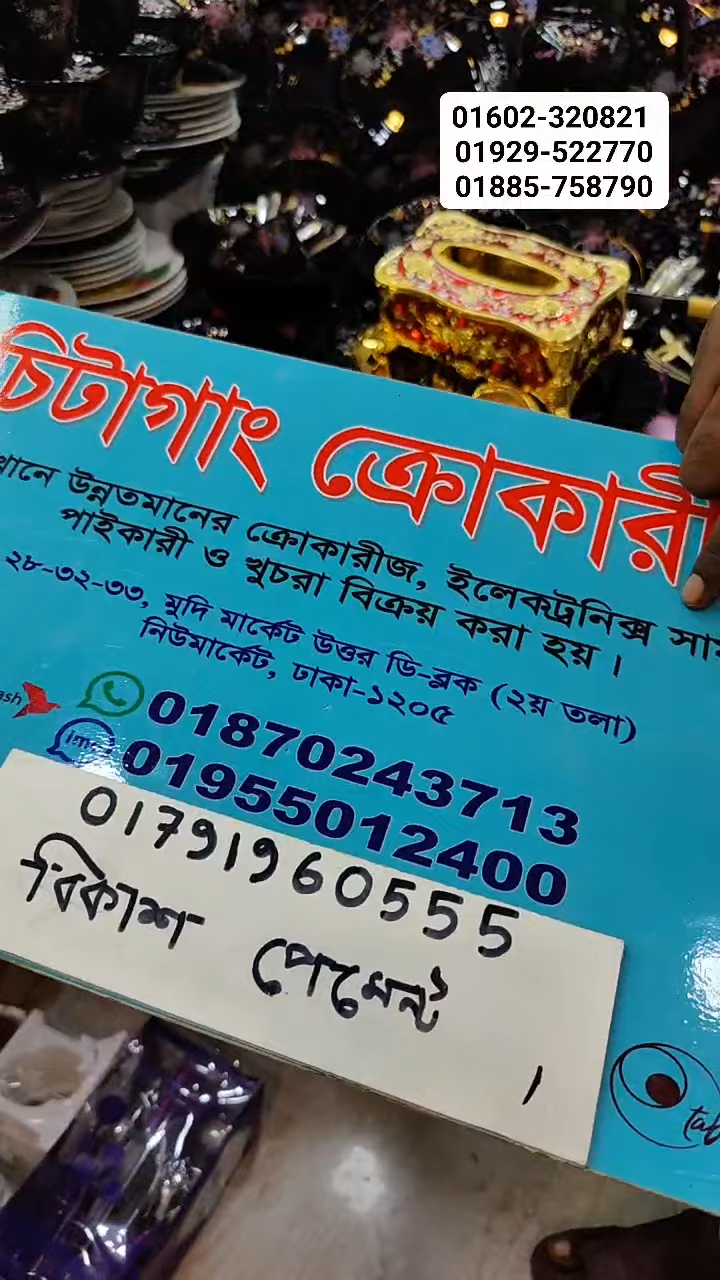 01602-320821
01929-522770
01885-758790
চিটাগাং ক্রোকারী
উন্নতমানের ক্রোকারীজ, ইলেকট্রনিক্স
পাইকারী ও খুচরা বিক্রয় করা হয়।
২৮-৩২-৩৩, মুদি মার্কেট উত্তর ডি-ব্লক (২য় তলা)
নিউমার্কেট, ঢাকা-১২০৫
01870243713
imo 01955012400
01791960555
বিকাশ পেমেন্ট